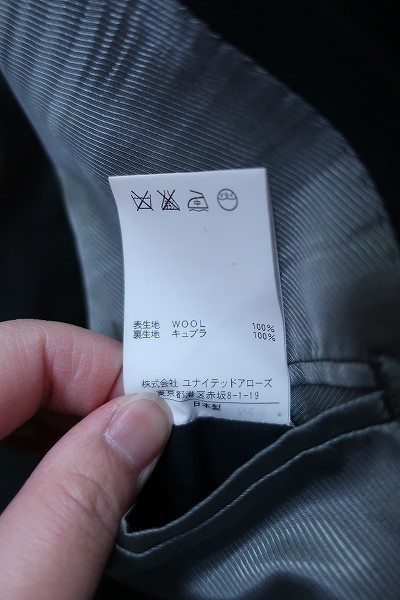 中
表生地 WOOL 100%
裏生地 キュプラ 100%
株式会社 ユナイテッドアローズ
東京都港区赤坂8-1-19
日本製